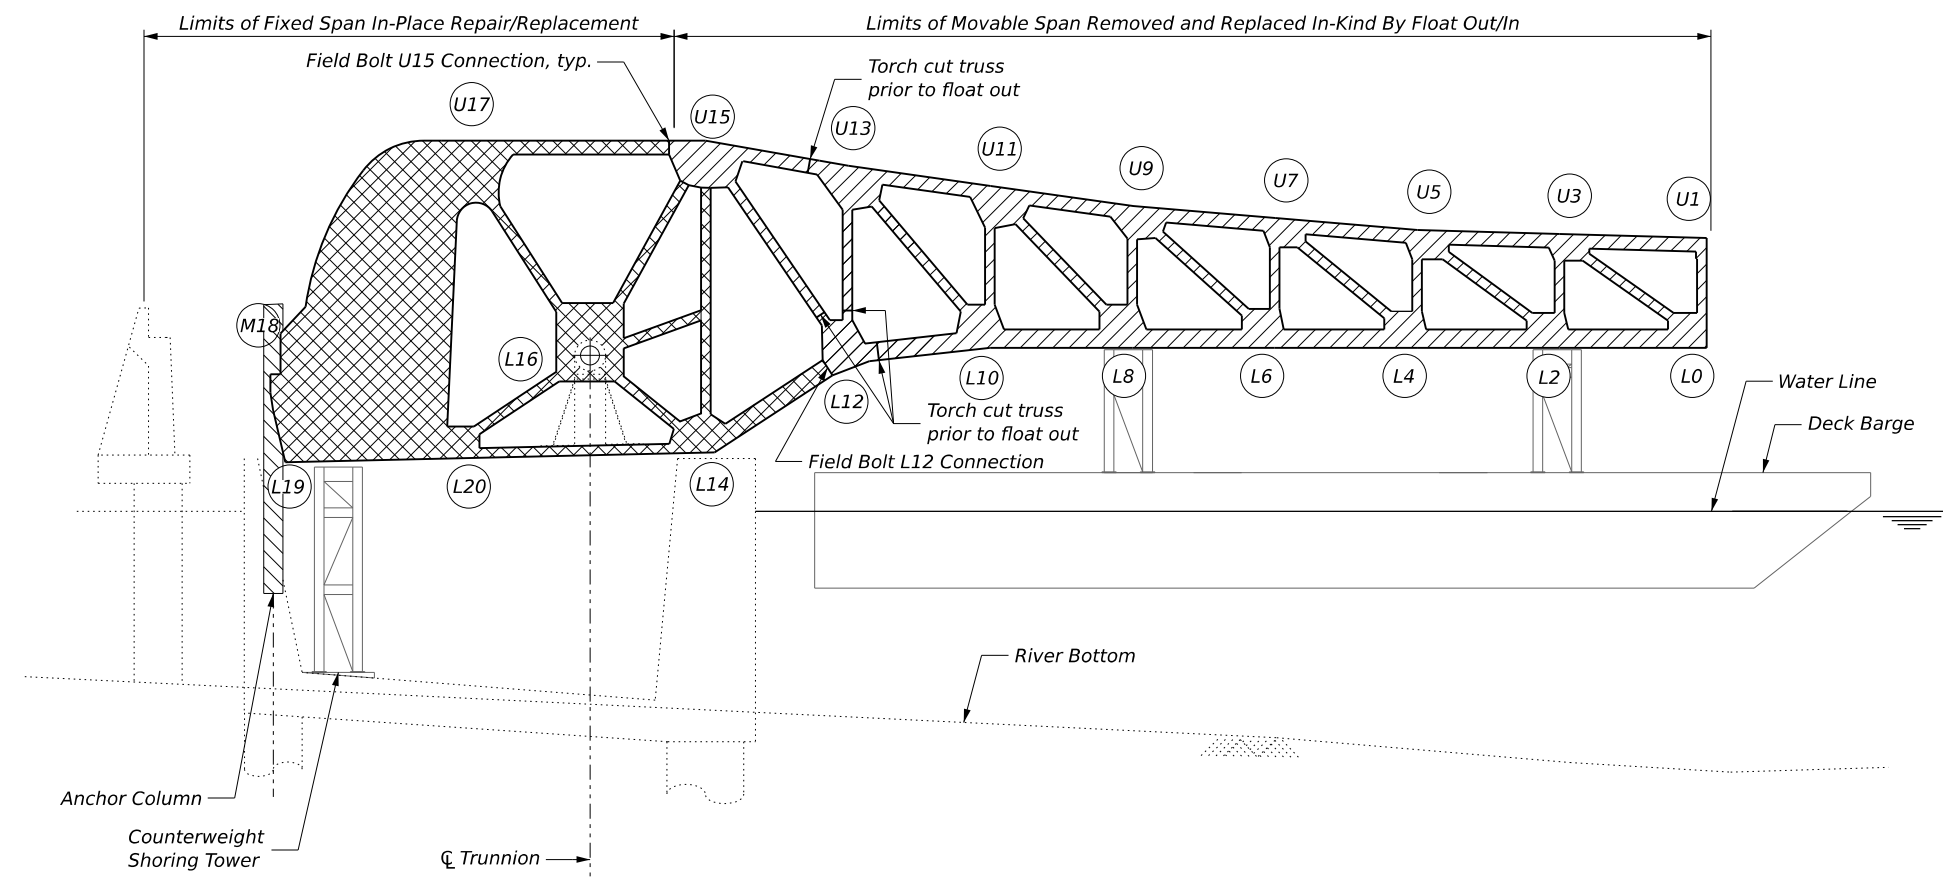 Limits of Fixed Span In-Place Repair/Replacement
Limits of Movable Span Removed and Replaced In-Kind By Float Out/In
Field Bolt U15 Connection, typ.
Torch cut truss
prior to float out
U17
U15
U13
U11
U9
U7
U5
U3
U1
M18
L16
L12
L10
L8
L6
L4
L2
L0
Water Line
Torch cut truss
prior to float out
Deck Barge
Field Bolt L12 Connection
L19
L20
L14
River Bottom
Anchor Column
Counterweight
Shoring Tower
℄ Trunnion